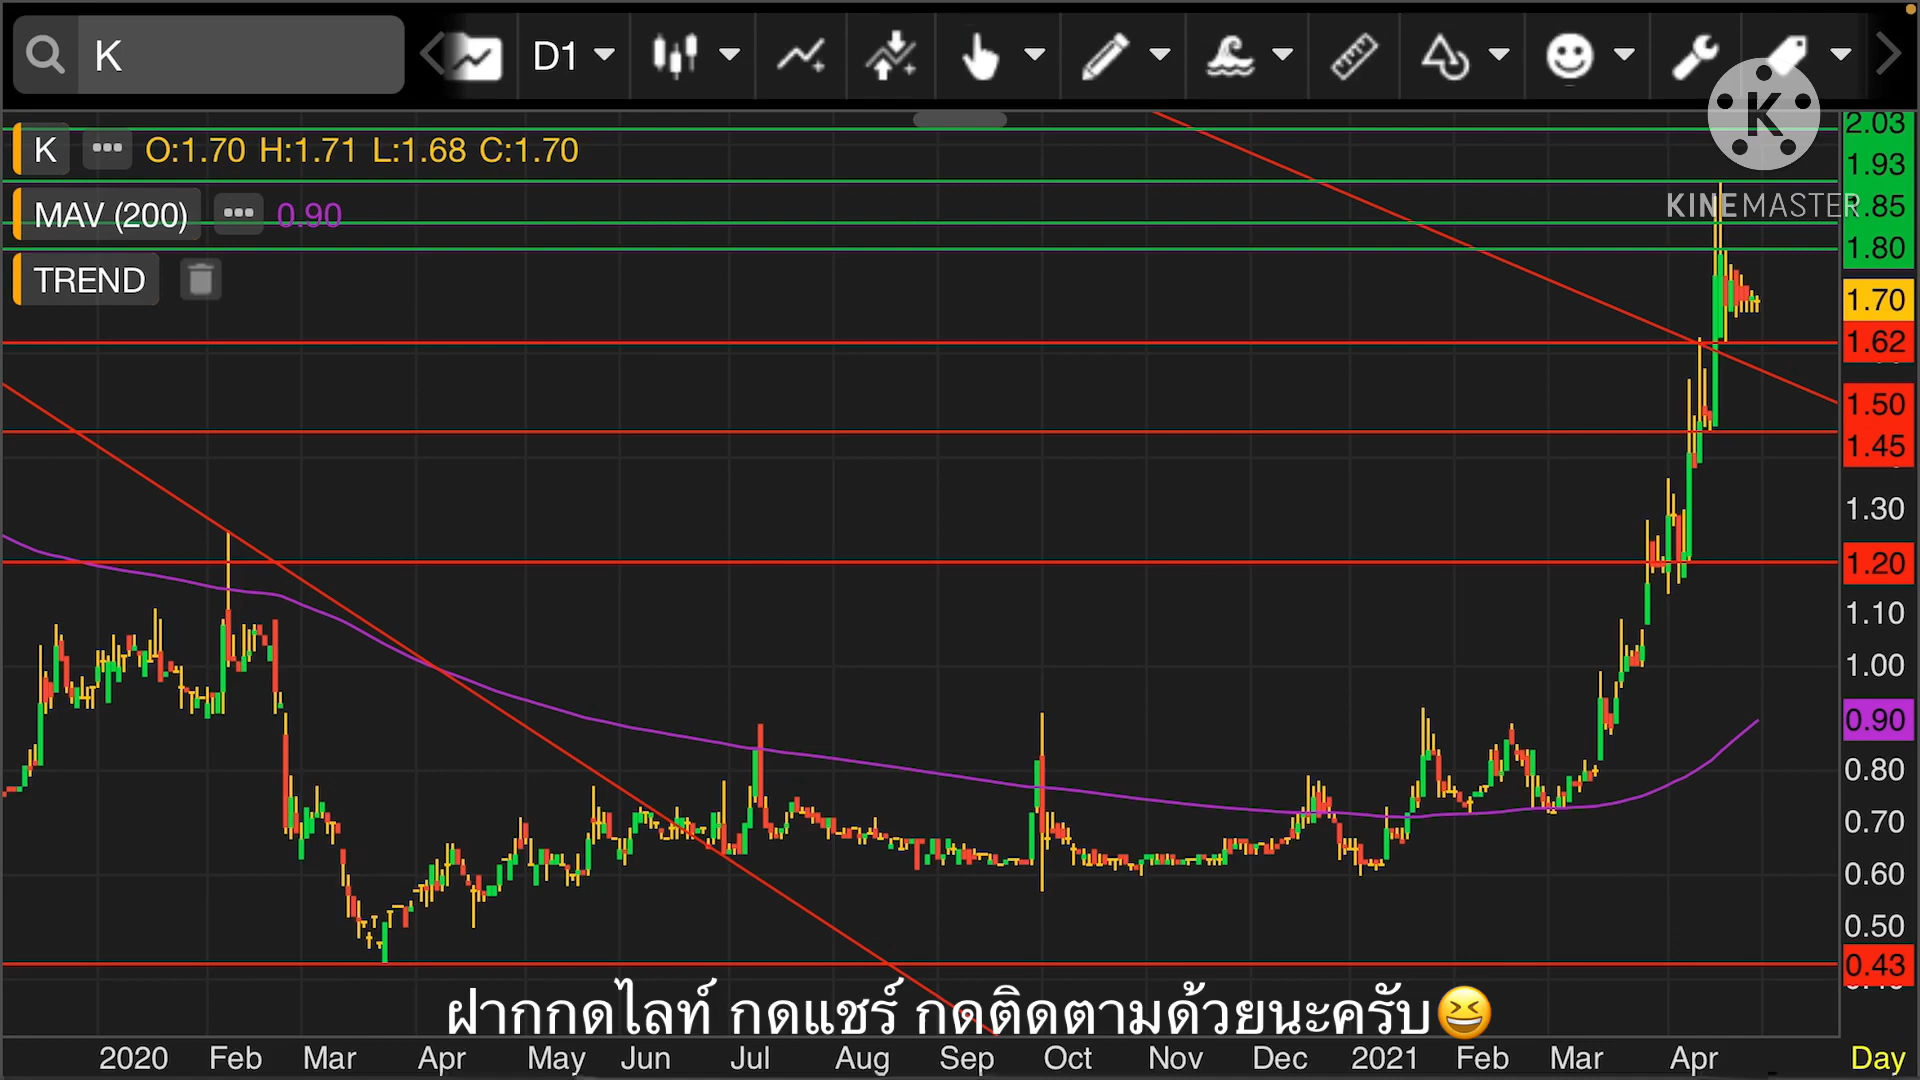 K D1
K O:1.70 H:1.71 L:1.68 C:1.70
MAV (200) 0.90
TREND
K
KINEMASTER
2.03
1.93
.85
1.80
1.70
1.62
1.50
1.45
1.30
1.20
1.10
1.00
0.90
0.80
0.70
0.60
0.50
0.43
ฝากกดไลท์ กดแชร์ กดติดตามด้วยนะครับ😆
2020 Feb Mar Apr May Jun Jul Aug Sep Oct Nov Dec 2021 Feb Mar Apr Day